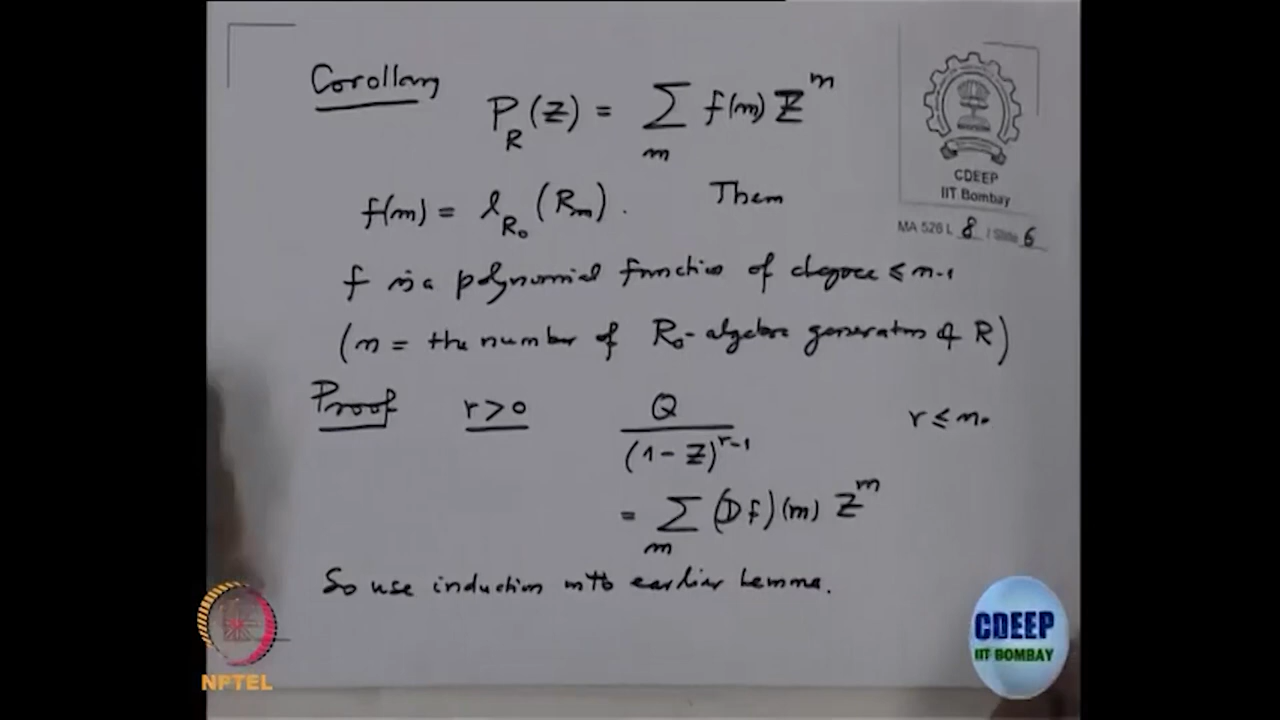 Corollary
P_R(Z) = Σ_m f(m) Z^m
CDEEP
IIT Bombay
f(m) = l_{R_0}(R_m). Then
MA 526 L 8 / Slide 6
f is a polynomial function of degree ≤ n-1
(n = the number of R_0-algebra generators of R)
Proof r>0 Q/(1-Z)^{r-1} r ≤ n.
= Σ_m (Df)(m) Z^m
So use induction with earlier Lemma.
CDEEP
IIT BOMBAY
NPTEL